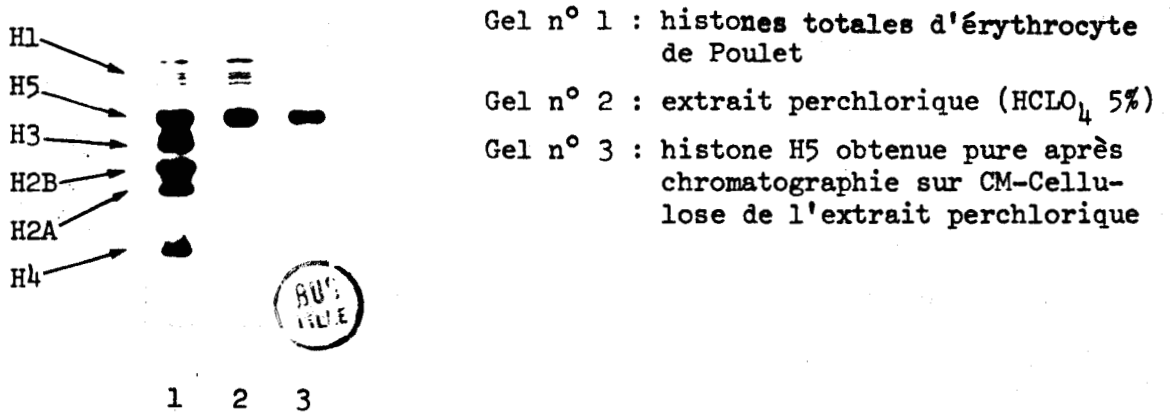 H1
H5
H3
H2B
H2A
H4
1 2 3
Gel n° 1 : histones totales d'érythrocyte
de Poulet
Gel n° 2 : extrait perchlorique (HCLO₄ 5%)
Gel n° 3 : histone H5 obtenue pure après
chromatographie sur CM-Cellu-
lose de l'extrait perchlorique
BUS